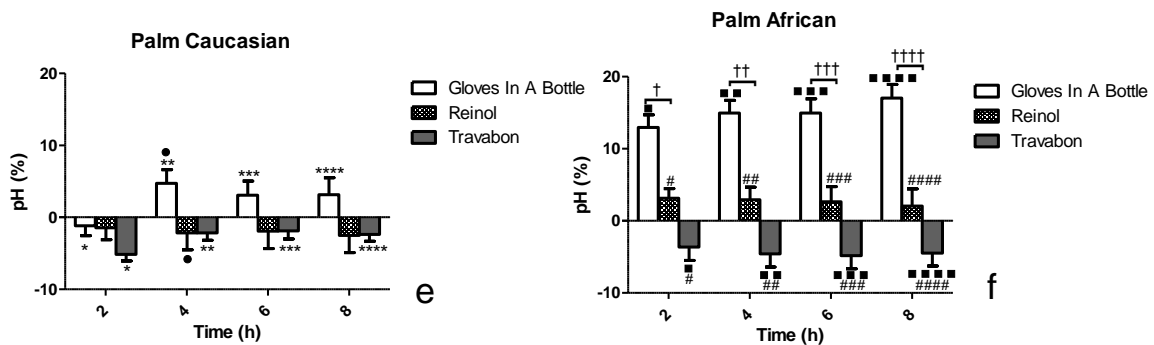 Palm Caucasian
20
10
0
-10
pH (%)
* * ** ** *** *** **** ****
2 4 6 8
Time (h)
Gloves In A Bottle
Reinol
Travabon
e
Palm African
20
10
0
-10
pH (%)
† †† ††† ††††
# ## ### ####
# ## ### ####
2 4 6 8
Time (h)
Gloves In A Bottle
Reinol
Travabon
f